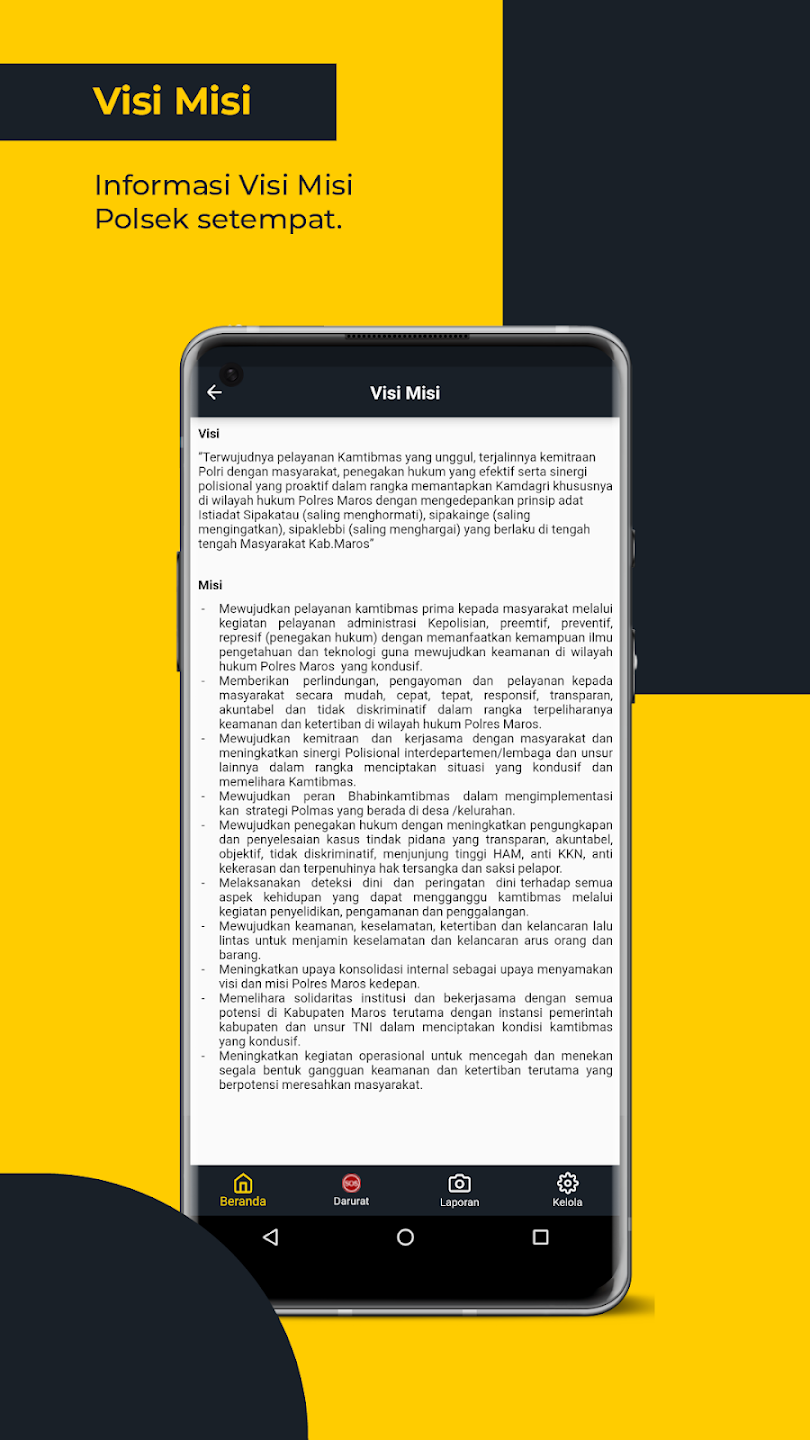 Visi Misi
Informasi Visi Misi
Polsek setempat.
Visi Misi
Visi
"Terwujudnya pelayanan Kamtibmas yang unggul, terjalinnya kemitraan
Polri dengan masyarakat, penegakan hukum yang efektif serta sinergi
polisional yang proaktif dalam rangka memantapkan Kamdagri khususnya
di wilayah hukum Polres Maros dengan mengedepankan prinsip adat
Istiadat Sipakatau (saling menghormati), sipakainge (saling
mengingatkan), sipaklebbi (saling menghargai) yang berlaku di tengah
tengah Masyarakat Kab.Maros"
Misi
- Mewujudkan pelayanan kamtibmas prima kepada masyarakat melalui
kegiatan pelayanan administrasi Kepolisian, preemtif, preventif,
represif (penegakan hukum) dengan memanfaatkan kemampuan ilmu
pengetahuan dan teknologi guna mewujudkan keamanan di wilayah
hukum Polres Maros yang kondusif.
- Memberikan perlindungan, pengayoman dan pelayanan kepada
masyarakat secara mudah, cepat, tepat, responsif, transparan,
akuntabel dan tidak diskriminatif dalam rangka terpeliharanya
keamanan dan ketertiban di wilayah hukum Polres Maros.
- Mewujudkan kemitraan dan kerjasama dengan masyarakat dan
meningkatkan sinergi Polisional interdepartemen/lembaga dan unsur
lainnya dalam rangka menciptakan situasi yang kondusif dan
memelihara Kamtibmas.
- Mewujudkan peran Bhabinkamtibmas dalam mengimplementasi
kan strategi Polmas yang berada di desa /kelurahan.
- Mewujudkan penegakan hukum dengan meningkatkan pengungkapan
dan penyelesaian kasus tindak pidana yang transparan, akuntabel,
objektif, tidak diskriminatif, menjunjung tinggi HAM, anti KKN, anti
kekerasan dan terpenuhinya hak tersangka dan saksi pelapor.
- Melaksanakan deteksi dini dan peringatan dini terhadap semua
aspek kehidupan yang dapat mengganggu kamtibmas melalui
kegiatan penyelidikan, pengamanan dan penggalangan.
- Mewujudkan keamanan, keselamatan, ketertiban dan kelancaran lalu
lintas untuk menjamin keselamatan dan kelancaran arus orang dan
barang.
- Meningkatkan upaya konsolidasi internal sebagai upaya menyamakan
visi dan misi Polres Maros kedepan.
- Memelihara solidaritas institusi dan bekerjasama dengan semua
potensi di Kabupaten Maros terutama dengan instansi pemerintah
kabupaten dan unsur TNI dalam menciptakan kondisi kamtibmas
yang kondusif.
- Meningkatkan kegiatan operasional untuk mencegah dan menekan
segala bentuk gangguan keamanan dan ketertiban terutama yang
berpotensi meresahkan masyarakat.
SOS
Beranda
Darurat
Laporan
Kelola